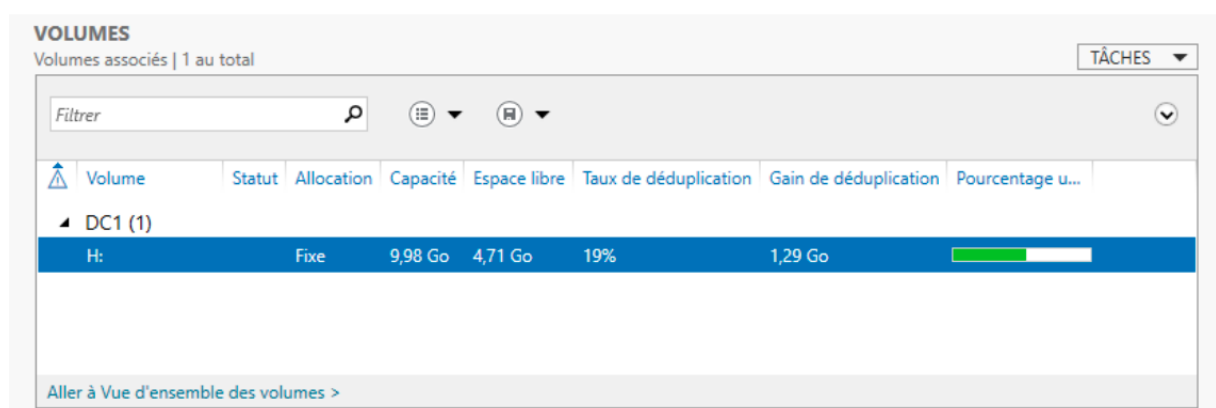 VOLUMES
Volumes associés | 1 au total
TÂCHES
Filtrer
Volume Statut Allocation Capacité Espace libre Taux de déduplication Gain de déduplication Pourcentage u...
DC1 (1)
H: Fixe 9,98 Go 4,71 Go 19% 1,29 Go
Aller à Vue d'ensemble des volumes >